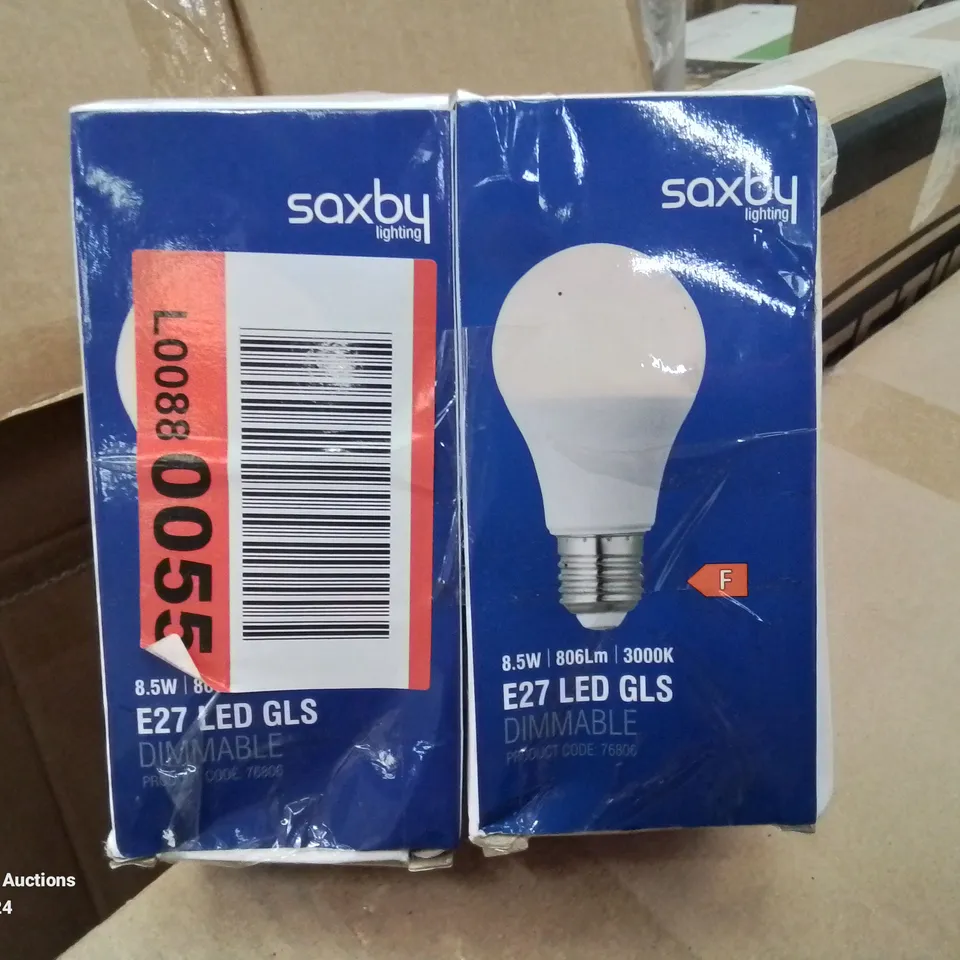 saxby
lighting
L0088 0055
8.5W
E27 LED GLS
DIMMABLE
PRODUCT CODE: 76806
saxby
lighting
F
8.5W | 806Lm | 3000K
E27 LED GLS
DIMMABLE
PRODUCT CODE: 76806
Auctions
24